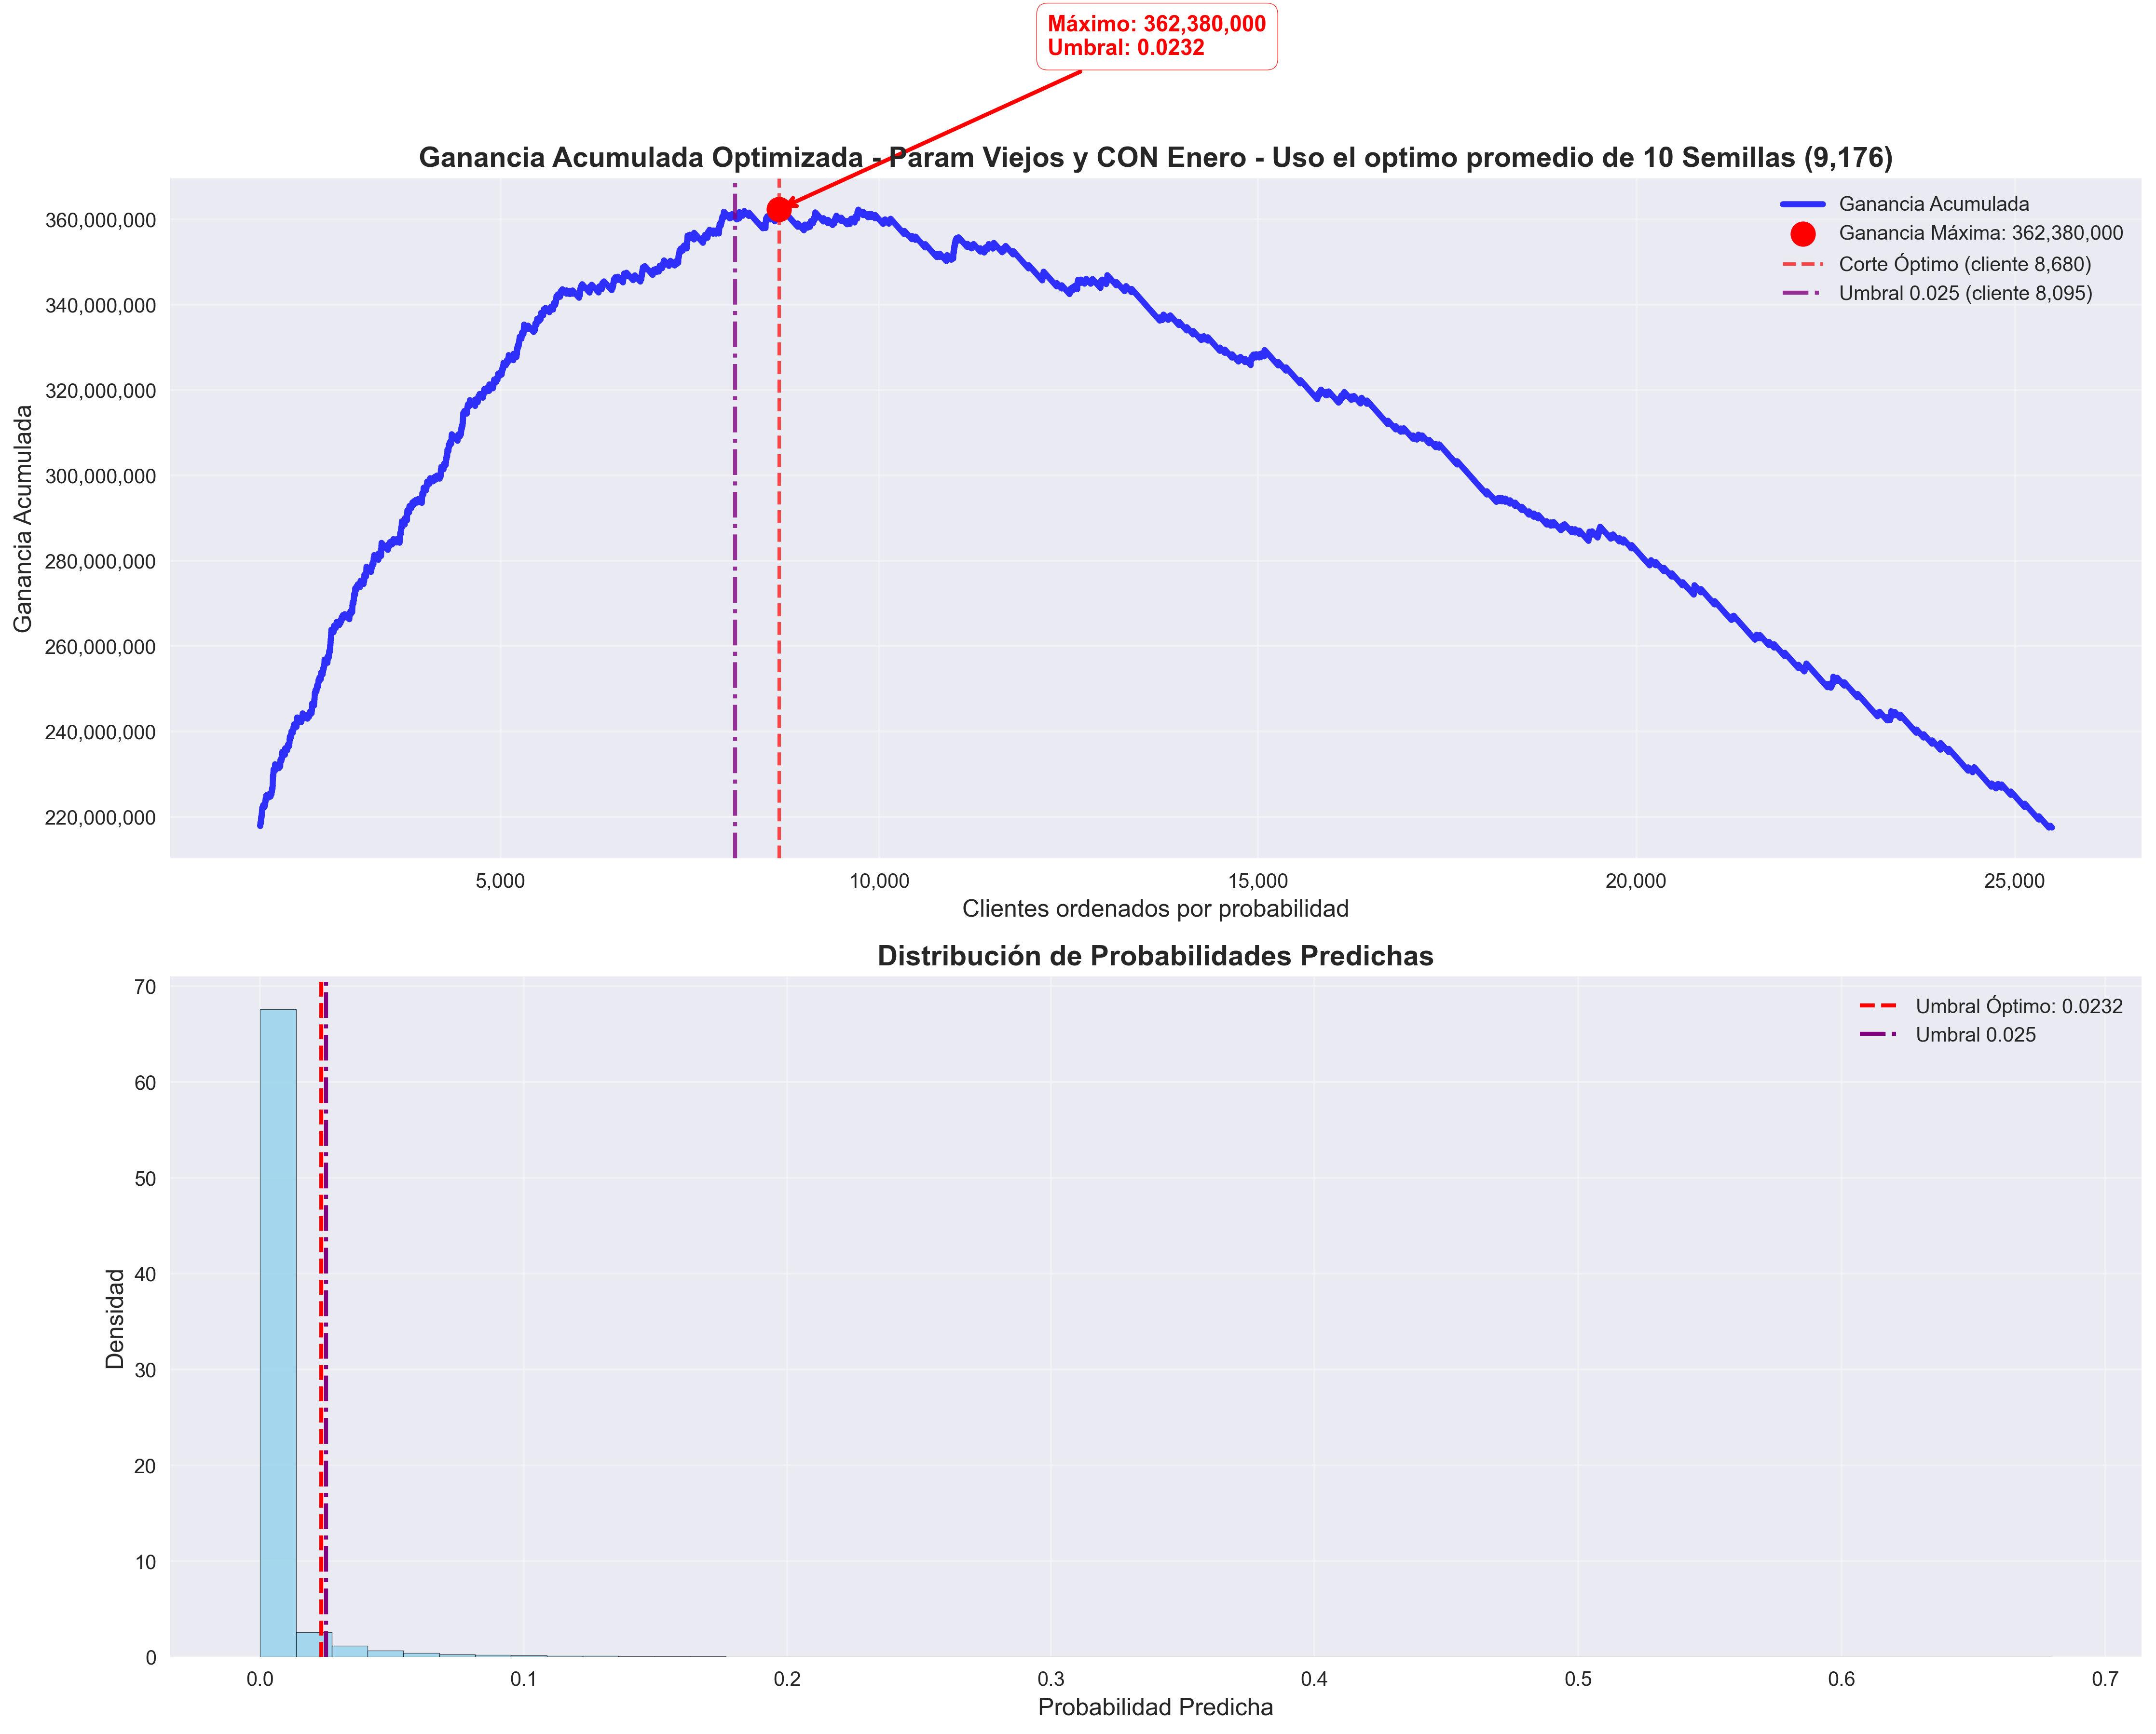 Máximo: 362,380,000
Umbral: 0.0232
Ganancia Acumulada Optimizada - Param Viejos y CON Enero - Uso el optimo promedio de 10 Semillas (9,176)
Ganancia Acumulada
360,000,000
340,000,000
320,000,000
300,000,000
280,000,000
260,000,000
240,000,000
220,000,000
Ganancia Acumulada
Ganancia Máxima: 362,380,000
Corte Óptimo (cliente 8,680)
Umbral 0.025 (cliente 8,095)
5,000
10,000
15,000
20,000
25,000
Clientes ordenados por probabilidad
Distribución de Probabilidades Predichas
Densidad
70
60
50
40
30
20
10
0
Umbral Óptimo: 0.0232
Umbral 0.025
0.0
0.1
0.2
0.3
0.4
0.5
0.6
0.7
Probabilidad Predicha